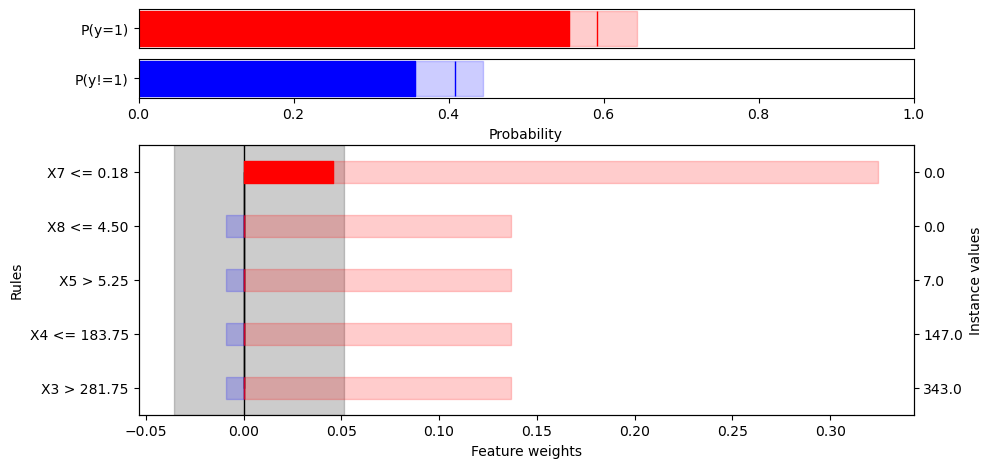 P(y=1)
P(y!=1)
0.0 0.2 0.4 0.6 0.8 1.0
Probability
X7 <= 0.18 0.0
X8 <= 4.50 0.0
X5 > 5.25 7.0
X4 <= 183.75 147.0
X3 > 281.75 343.0
Rules
Instance values
−0.05 0.00 0.05 0.10 0.15 0.20 0.25 0.30
Feature weights